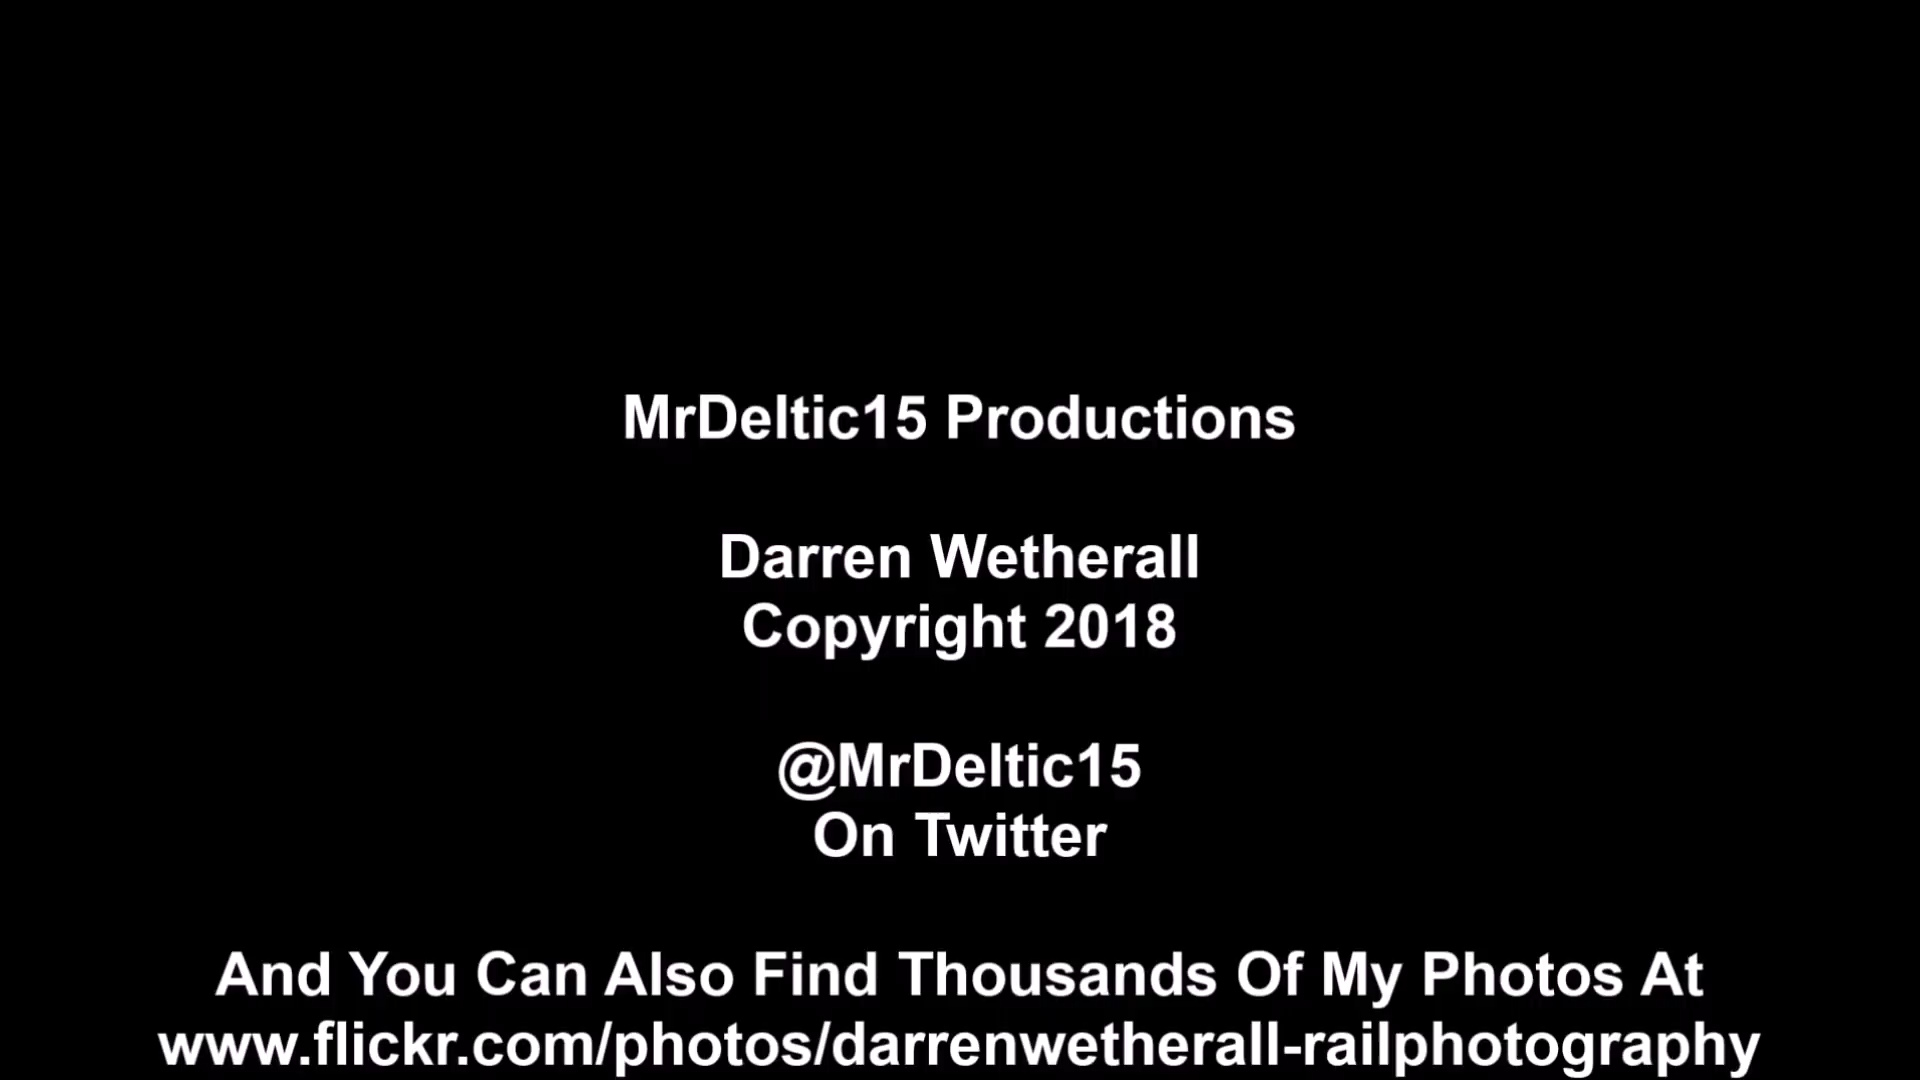 MrDeltic15 Productions
Darren Wetherall
Copyright 2018
@MrDeltic15
On Twitter
And You Can Also Find Thousands Of My Photos At
www.flickr.com/photos/darrenwetherall-railphotography